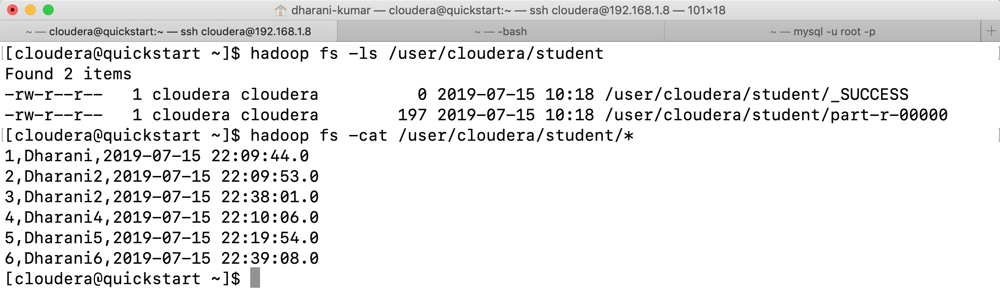 dharani-kumar — cloudera@quickstart:~ — ssh cloudera@192.168.1.8 — 101×18
~ — cloudera@quickstart:~ — ssh cloudera@192.168.1.8 ~ — -bash ~ — mysql -u root -p +
[[cloudera@quickstart ~]$ hadoop fs -ls /user/cloudera/student ]
Found 2 items
-rw-r--r--   1 cloudera cloudera          0 2019-07-15 10:18 /user/cloudera/student/_SUCCESS
-rw-r--r--   1 cloudera cloudera        197 2019-07-15 10:18 /user/cloudera/student/part-r-00000
[[cloudera@quickstart ~]$ hadoop fs -cat /user/cloudera/student/* ]
1,Dharani,2019-07-15 22:09:44.0
2,Dharani2,2019-07-15 22:09:53.0
3,Dharani2,2019-07-15 22:38:01.0
4,Dharani4,2019-07-15 22:10:06.0
5,Dharani5,2019-07-15 22:19:54.0
6,Dharani6,2019-07-15 22:39:08.0
[cloudera@quickstart ~]$